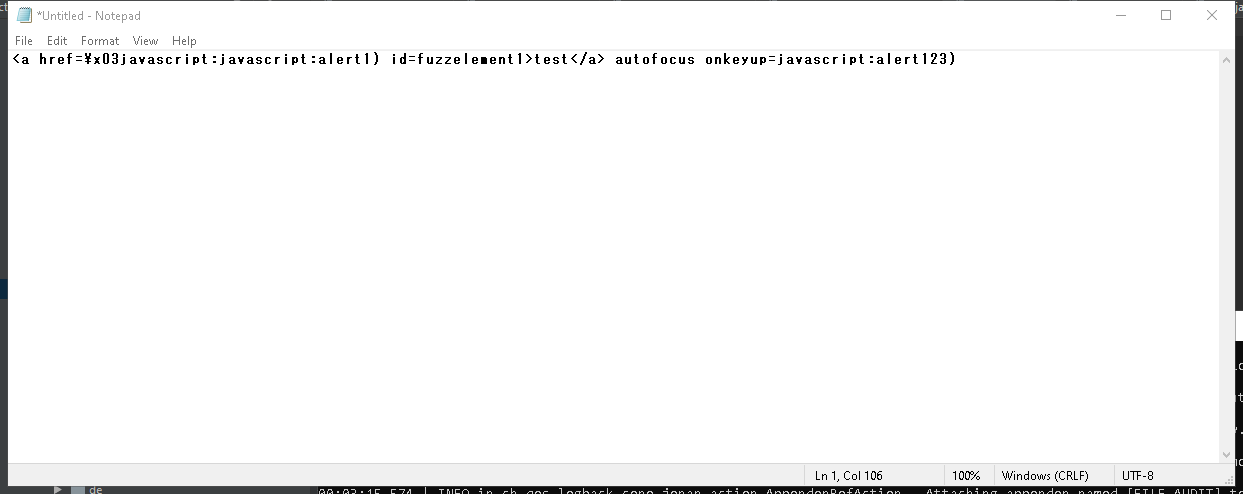 *Untitled - Notepad
File Edit Format View Help
<a href=¥x03javascript:javascript:alert1) id=fuzzelement1>test</a> autofocus onkeyup=javascript:alert123)
Ln 1, Col 106 100% Windows (CRLF) UTF-8
de